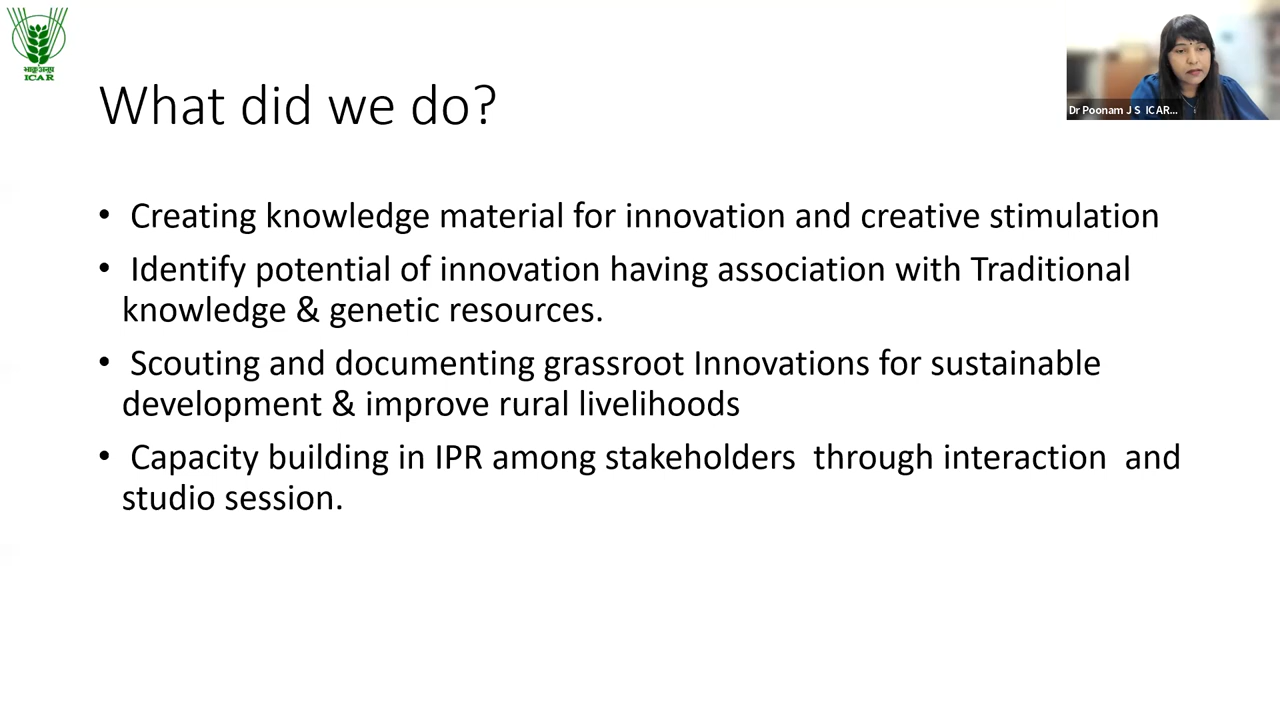 भाकृअनुप
ICAR
What did we do?
Dr Poonam J S ICAR...
• Creating knowledge material for innovation and creative stimulation
• Identify potential of innovation having association with Traditional
knowledge & genetic resources.
• Scouting and documenting grassroot Innovations for sustainable
development & improve rural livelihoods
• Capacity building in IPR among stakeholders through interaction and
studio session.